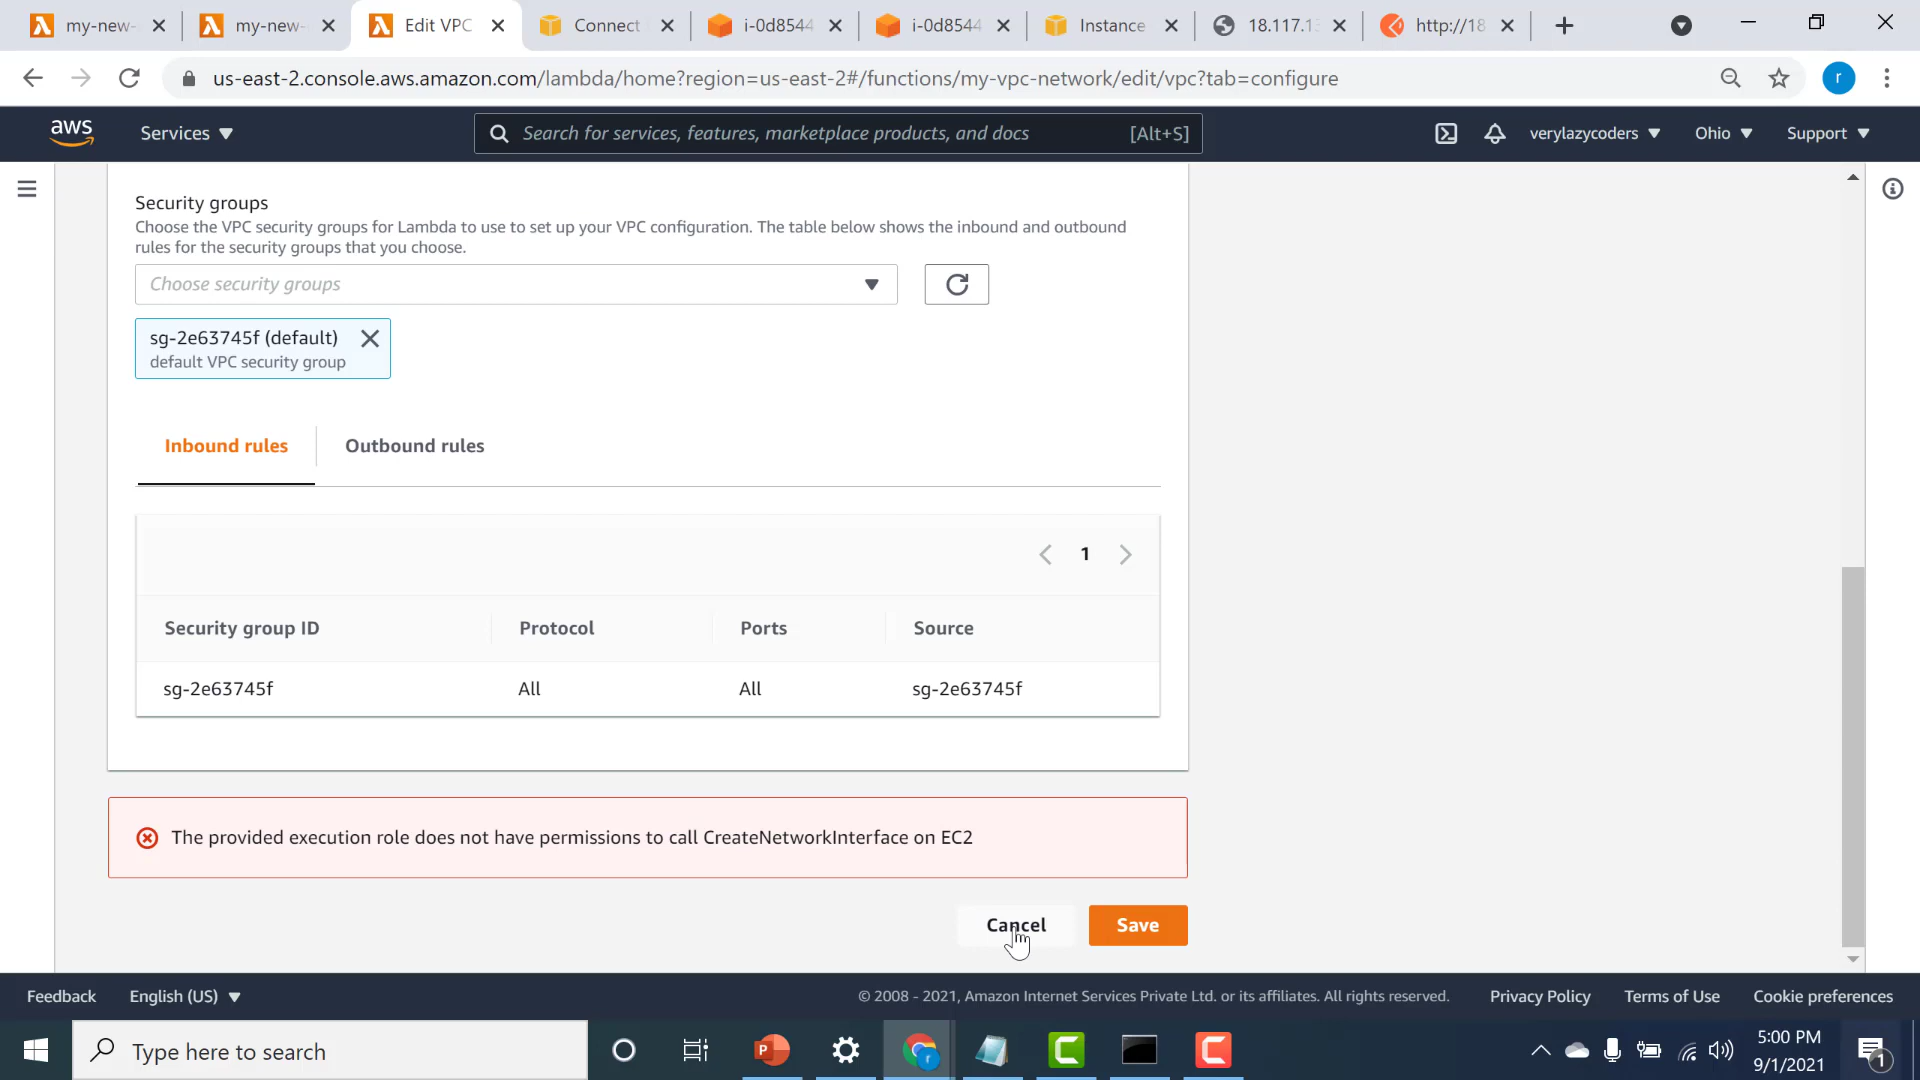 my-new-
my-new-
Edit VPC
Connect
i-0d8544
i-0d8544
Instance
18.117.1
http://18
us-east-2.console.aws.amazon.com/lambda/home?region=us-east-2#/functions/my-vpc-network/edit/vpc?tab=configure
r
aws
Services
Search for services, features, marketplace products, and docs
[Alt+S]
verylazycoders
Ohio
Support
Security groups
Choose the VPC security groups for Lambda to use to set up your VPC configuration. The table below shows the inbound and outbound
rules for the security groups that you choose.
Choose security groups
sg-2e63745f (default)
default VPC security group
Inbound rules
Outbound rules
1
Security group ID
Protocol
Ports
Source
sg-2e63745f
All
All
sg-2e63745f
The provided execution role does not have permissions to call CreateNetworkInterface on EC2
Cancel
Save
Feedback
English (US)
© 2008 - 2021, Amazon Internet Services Private Ltd. or its affiliates. All rights reserved.
Privacy Policy
Terms of Use
Cookie preferences
Type here to search
P
r
5:00 PM
9/1/2021
1